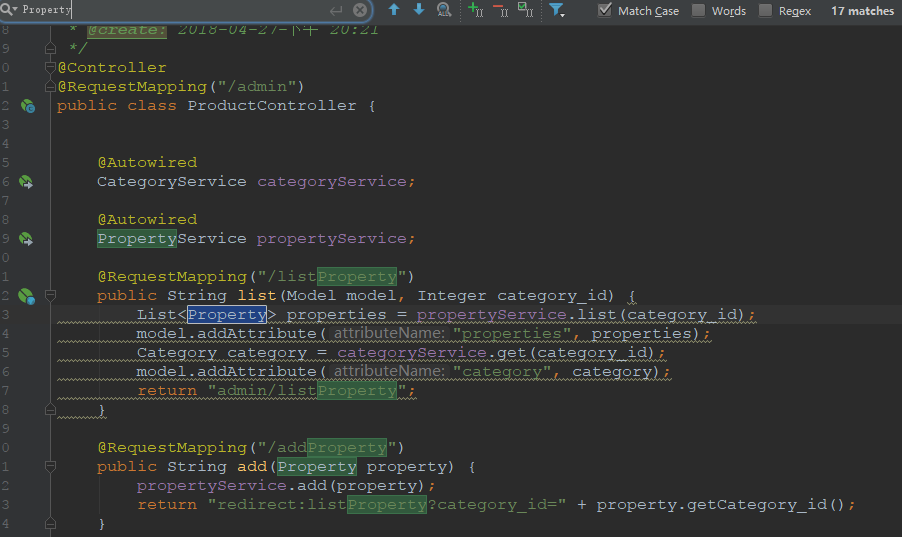 Property
Match Case
Words
Regex
17 matches
8 * @create: 2018-04-27-下午 20:21
9 */
0 @Controller
1 @RequestMapping("/admin")
2 public class ProductController {
3
4
5 @Autowired
6 CategoryService categoryService;
7
8 @Autowired
9 PropertyService propertyService;
0
1 @RequestMapping("/listProperty")
2 public String list(Model model, Integer category_id) {
3 List<Property> properties = propertyService.list(category_id);
4 model.addAttribute( attributeName: "properties", properties);
5 Category category = categoryService.get(category_id);
6 model.addAttribute( attributeName: "category", category);
7 return "admin/listProperty";
8 }
9
0 @RequestMapping("/addProperty")
1 public String add(Property property) {
2 propertyService.add(property);
3 return "redirect:listProperty?category_id=" + property.getCategory_id();
4 }